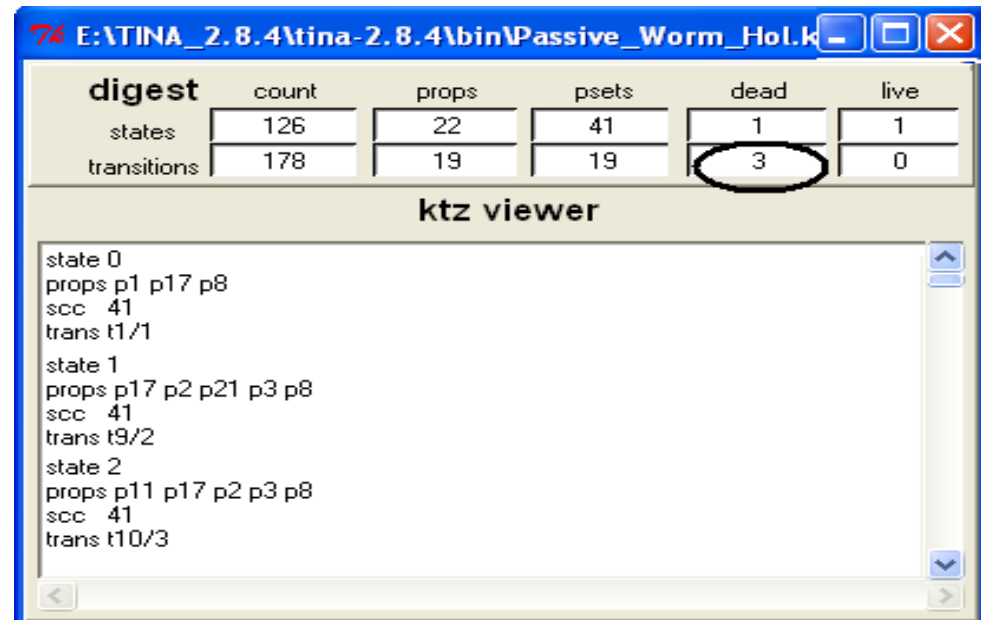 E:\TINA_2.8.4\tina-2.8.4\bin\Passive_Worm_Hol.k
digest count props psets dead live
states 126 22 41 1 1
transitions 178 19 19 3 0
ktz viewer
state 0
props p1 p17 p8
scc 41
trans t1/1
state 1
props p17 p2 p21 p3 p8
scc 41
trans t9/2
state 2
props p11 p17 p2 p3 p8
scc 41
trans t10/3